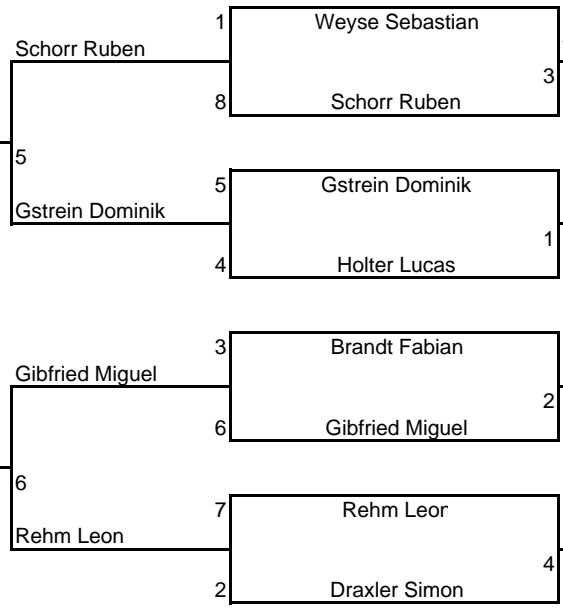 1 Weyse Sebastian
Schorr Ruben
3
8 Schorr Ruben
5
5 Gstrein Dominik
Gstrein Dominik
1
4 Holter Lucas
3 Brandt Fabian
Gibfried Miguel
2
6 Gibfried Miguel
6
7 Rehm Leon
Rehm Leon
4
2 Draxler Simon